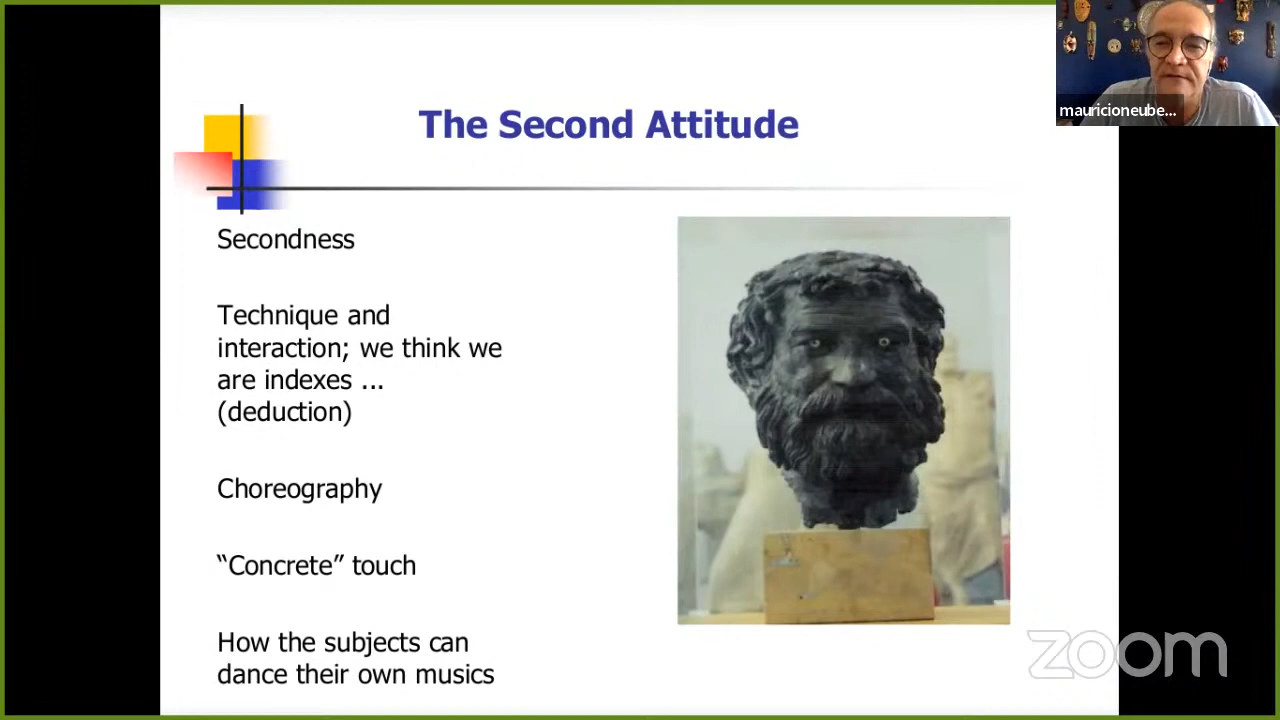 The Second Attitude
mauricioneube...
Secondness
Technique and
interaction; we think we
are indexes ...
(deduction)
Choreography
“Concrete” touch
How the subjects can
dance their own musics
zoom